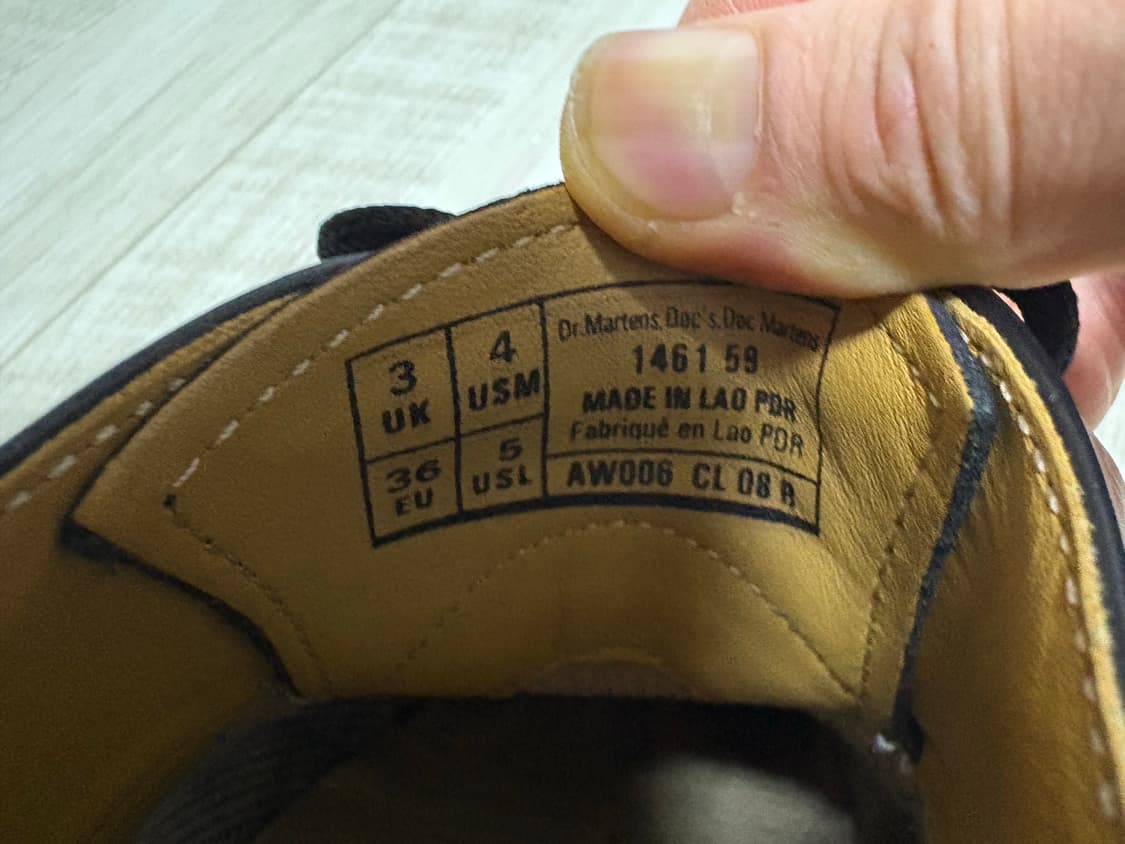 3
UK
4
USM
36
EU
5
USL
Dr.Martens.Doc's.Doc Martens
1461 59
MADE IN LAO PDR
Fabriqué en Lao PDR
AW006 CL 08 R